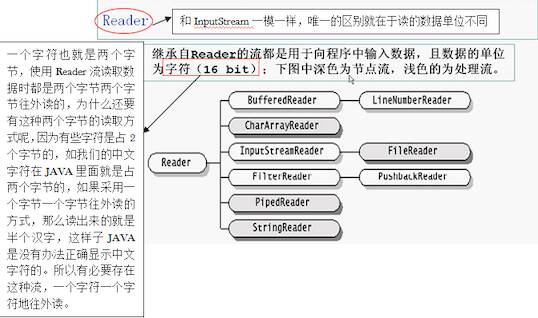 Reader
和 InputStream 一模一样，唯一的区别就在于读的数据单位不同
继承自Reader的流都是用于向程序中输入数据，且数据的单位
为字符（16 bit）；下图中深色为节点流，浅色的为处理流。
一个字符也就是两个字
节，使用 Reader 流读取数
据时都是两个字节两个字
节往外读的，为什么还要
有这种两个字节的读取方
式呢，因为有些字符是占 2
个字节的，如我们的中文
字符在 JAVA 里面就是占
两个字节的，如果采用一
个字节一个字节往外读的
方式，那么读出来的就是
半个汉字，这样子 JAVA
是没有办法正确显示中文
字符的。所以有必要存在
这种流，一个字符一个字
符地往外读。
Reader
BufferedReader
LineNumberReader
CharArrayReader
InputStreamReader
FileReader
FilterReader
PushbackReader
PipedReader
StringReader